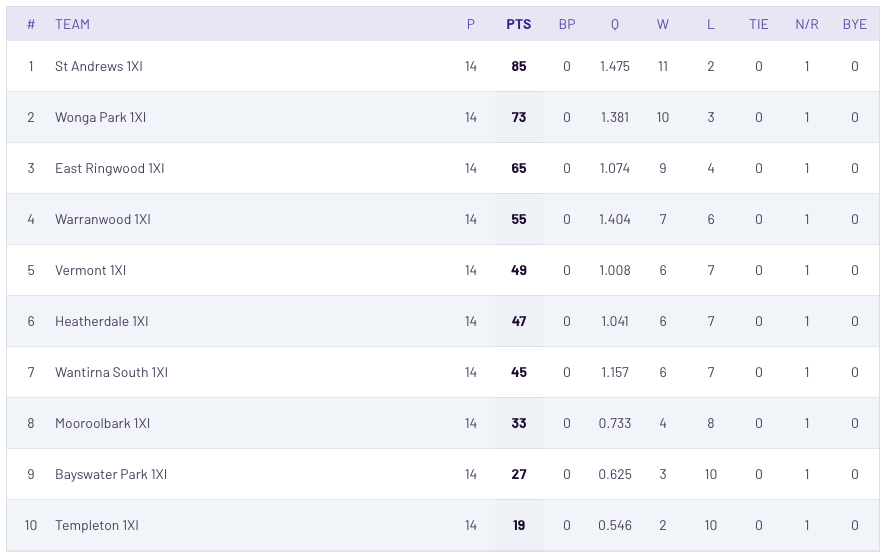 # TEAM P PTS BP Q W L TIE N/R BYE
1 St Andrews 1XI 14 85 0 1.475 11 2 0 1 0
2 Wonga Park 1XI 14 73 0 1.381 10 3 0 1 0
3 East Ringwood 1XI 14 65 0 1.074 9 4 0 1 0
4 Warranwood 1XI 14 55 0 1.404 7 6 0 1 0
5 Vermont 1XI 14 49 0 1.008 6 7 0 1 0
6 Heatherdale 1XI 14 47 0 1.041 6 7 0 1 0
7 Wantirna South 1XI 14 45 0 1.157 6 7 0 1 0
8 Mooroolbark 1XI 14 33 0 0.733 4 8 0 1 0
9 Bayswater Park 1XI 14 27 0 0.625 3 10 0 1 0
10 Templeton 1XI 14 19 0 0.546 2 10 0 1 0